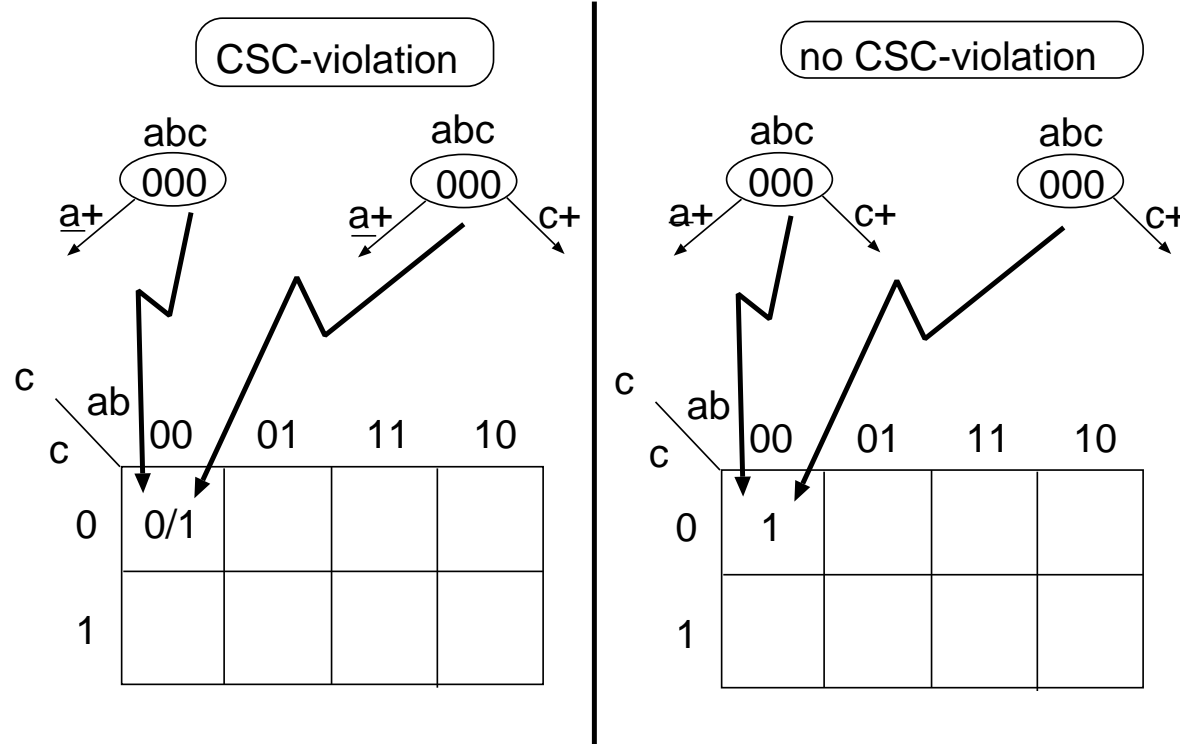 CSC-violation
abc
000
a+
abc
000
a+
c+
c
ab
c
00 01 11 10
0 0/1
1
no CSC-violation
abc
000
a+
c+
abc
000
c+
c
ab
c
00 01 11 10
0 1
1